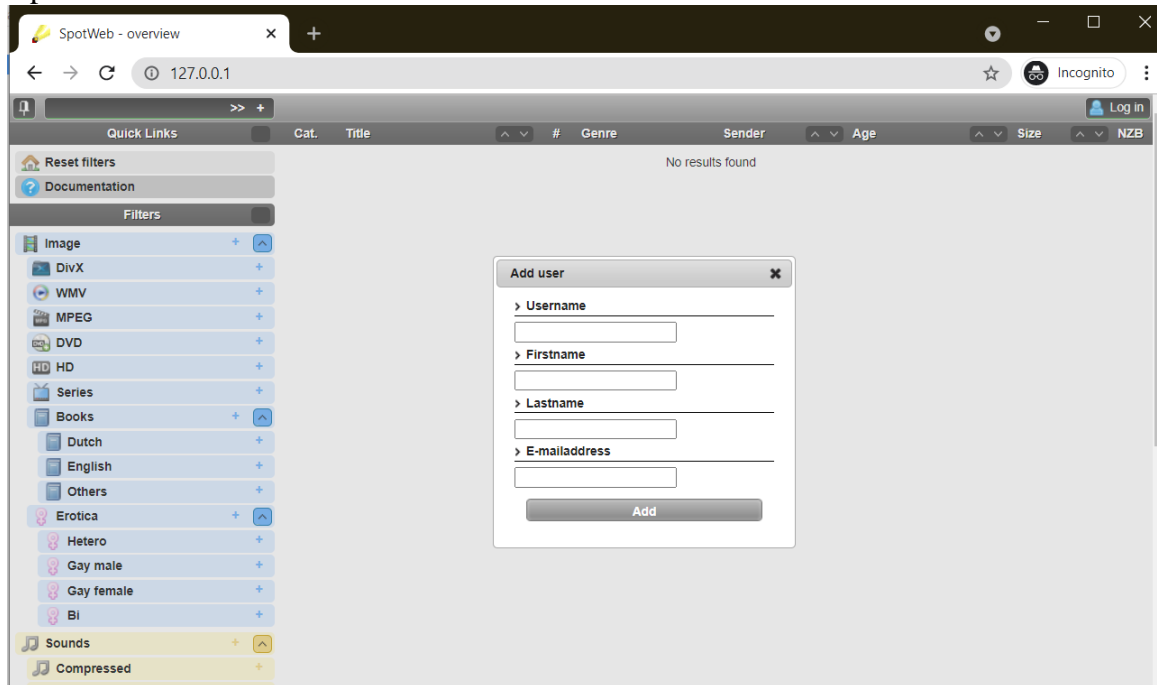 SpotWeb - overview
127.0.0.1
Incognito
>> +
Log in
Quick Links
Cat. Title # Genre Sender Age Size NZB
Reset filters
No results found
Documentation
Filters
Image +
DivX +
WMV +
MPEG +
DVD +
HD HD +
Series +
Books +
Dutch +
English +
Others +
Erotica +
Hetero +
Gay male +
Gay female +
Bi +
Sounds +
Compressed +
Add user
Username
Firstname
Lastname
E-mailaddress
Add